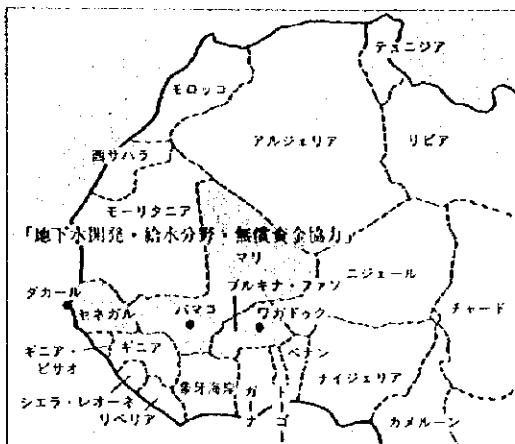 テュニジア
モロッコ
アルジェリア
リビア
西サハラ
モーリタニア
「地下水開発・給水分野・無償資金協力」
マリ
ニジェール
ブルキナ・ファソ
ダカール
セネガル
バマコ
ワガドゥク
チャード
ギニア・
ビサオ
ギニア
ベナン
ナイジェリア
象牙海岸
ガ
ナ
ト
ゴ
シエラ・レオーネ
リベリア
カメルーン